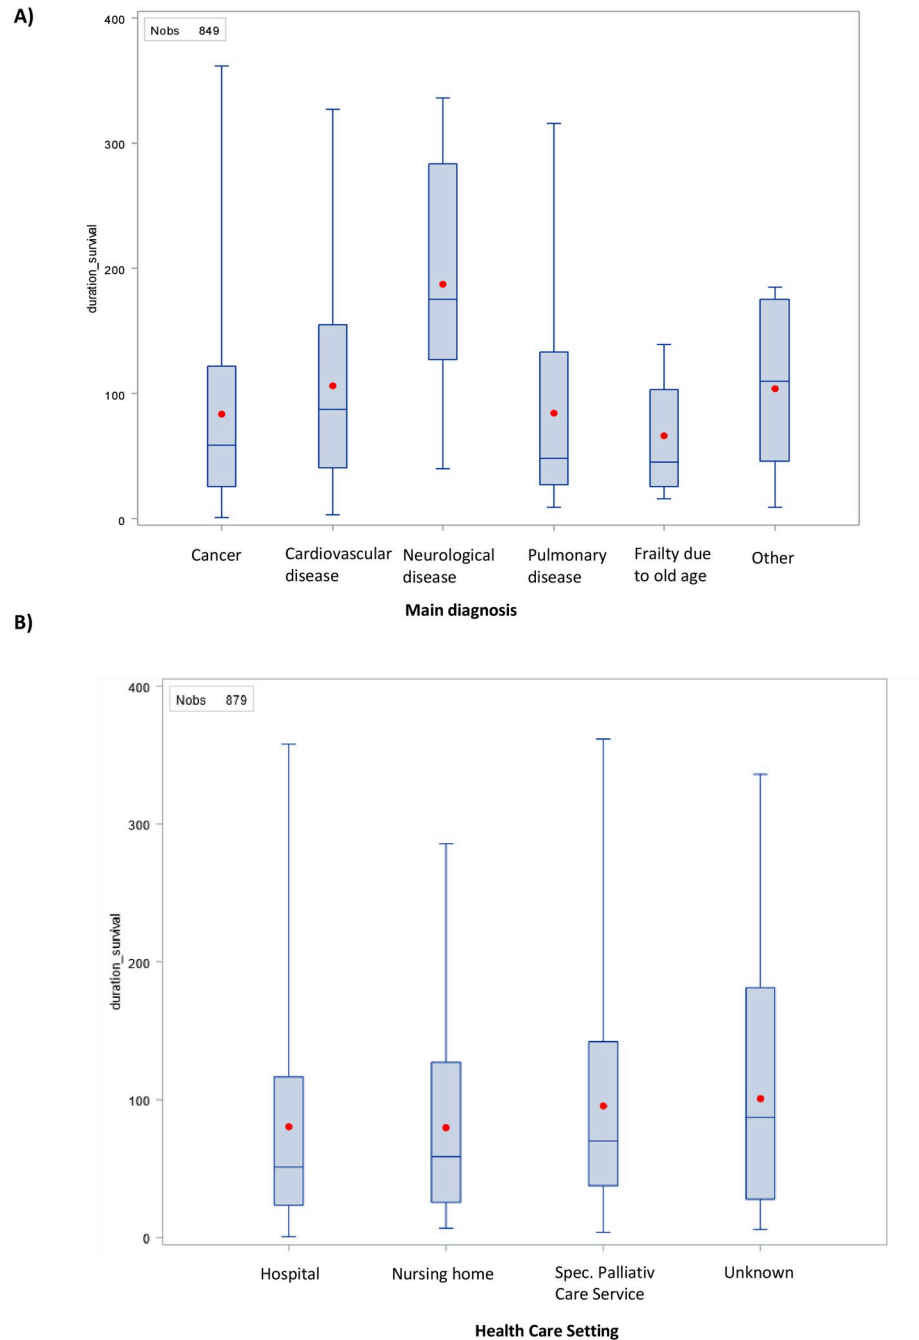 A)
Nobs 849
400
300
200
100
0
duration_survival
Cancer
Cardiovascular
disease
Neurological
disease
Pulmonary
disease
Frailty due
to old age
Other
Main diagnosis
B)
Nobs 879
400
300
200
100
0
duration_survival
Hospital
Nursing home
Spec. Palliativ
Care Service
Unknown
Health Care Setting